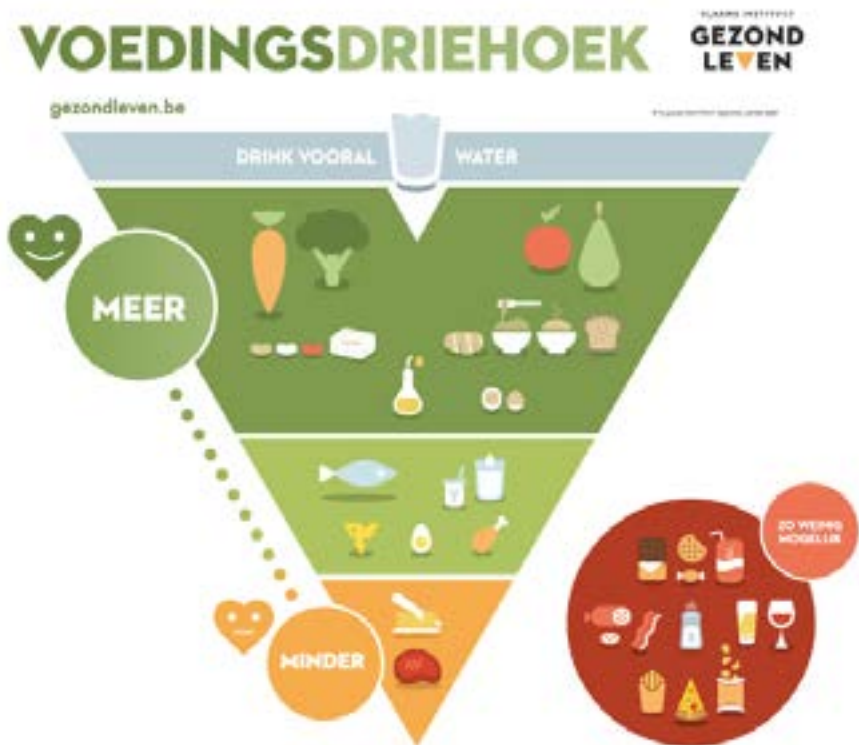 VOEDINGSDRIEHOEK
VLAAMS INSTITUUT
GEZOND
LEVEN
gezondleven.be
DRINK VOORAL WATER
MEER
MINDER
ZO WEINIG
MOGELIJK